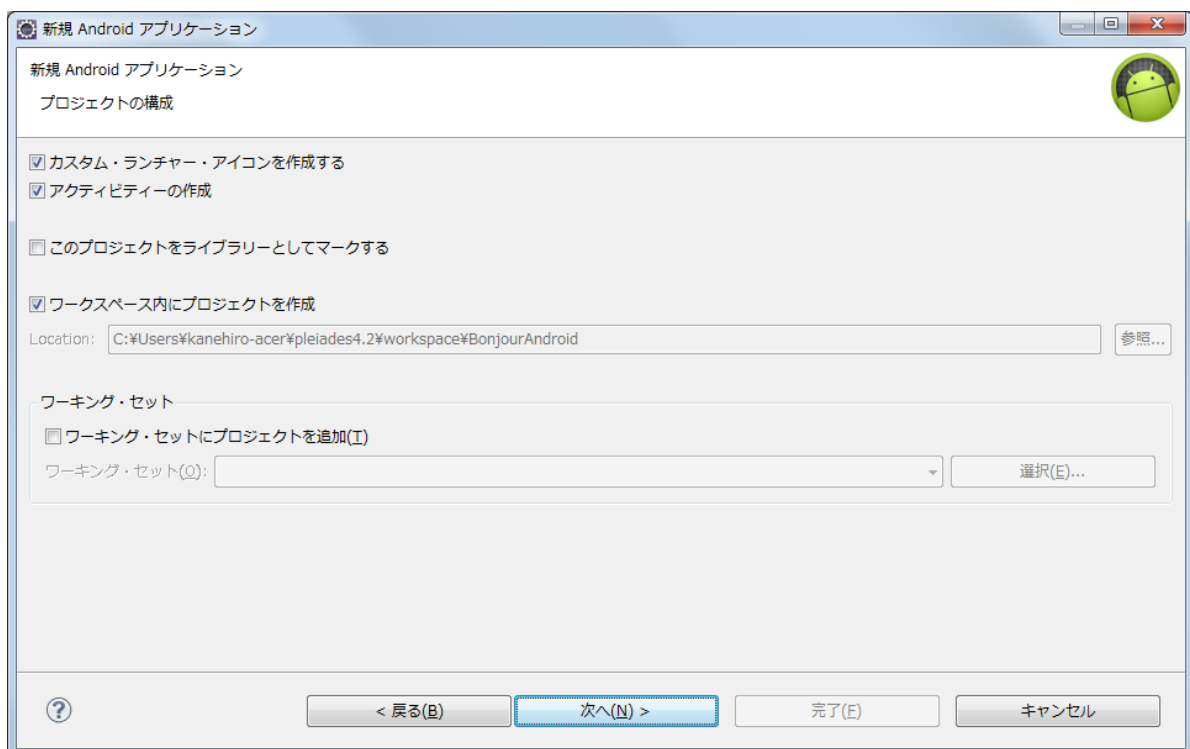 新規 Android アプリケーション
新規 Android アプリケーション
プロジェクトの構成
カスタム・ランチャー・アイコンを作成する
アクティビティーの作成
このプロジェクトをライブラリーとしてマークする
ワークスペース内にプロジェクトを作成
Location: C:¥Users¥kanehiro-acer¥pleiades4.2¥workspace¥BonjourAndroid 参照...
ワーキング・セット
ワーキング・セットにプロジェクトを追加(T)
ワーキング・セット(O): 選択(E)...
? < 戻る(B) 次へ(N) > 完了(F) キャンセル